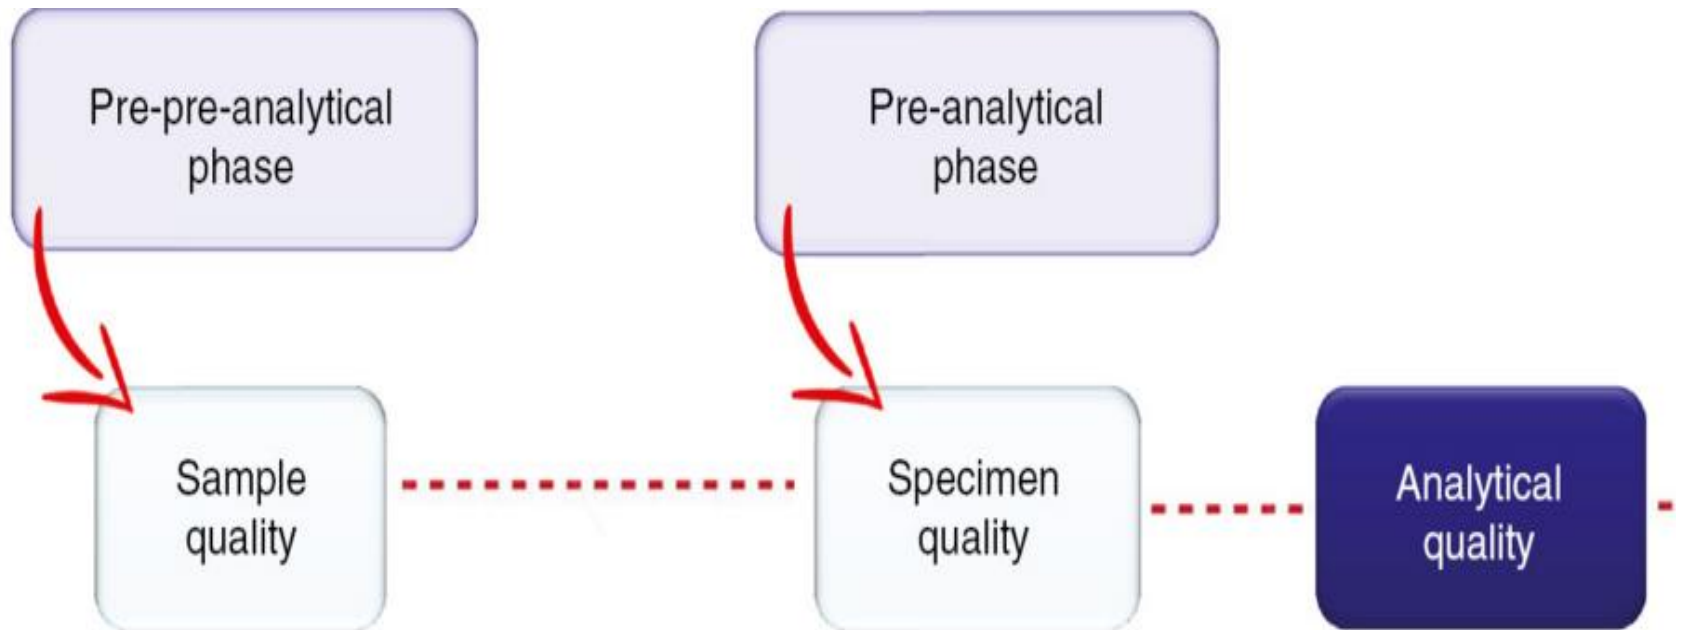 Pre-pre-analytical
phase
Pre-analytical
phase
Sample
quality
Specimen
quality
Analytical
quality